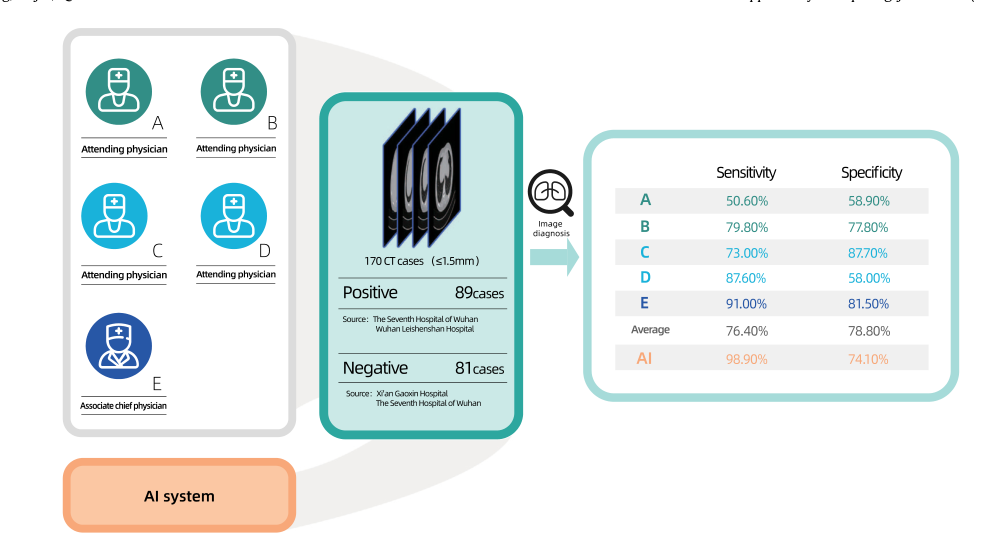 A
B
Attending physician
Attending physician
C
D
Attending physician
Attending physician
E
Associate chief physician
AI system
170 CT cases (≤1.5mm)
Positive 89cases
Source: The Seventh Hospital of Wuhan
Wuhan Leishenshan Hospital
Negative 81cases
Source: Xi'an Gaoxin Hospital
The Seventh Hospital of Wuhan
Image
diagnosis
Sensitivity Specificity
A 50.60% 58.90%
B 79.80% 77.80%
C 73.00% 87.70%
D 87.60% 58.00%
E 91.00% 81.50%
Average 76.40% 78.80%
AI 98.90% 74.10%